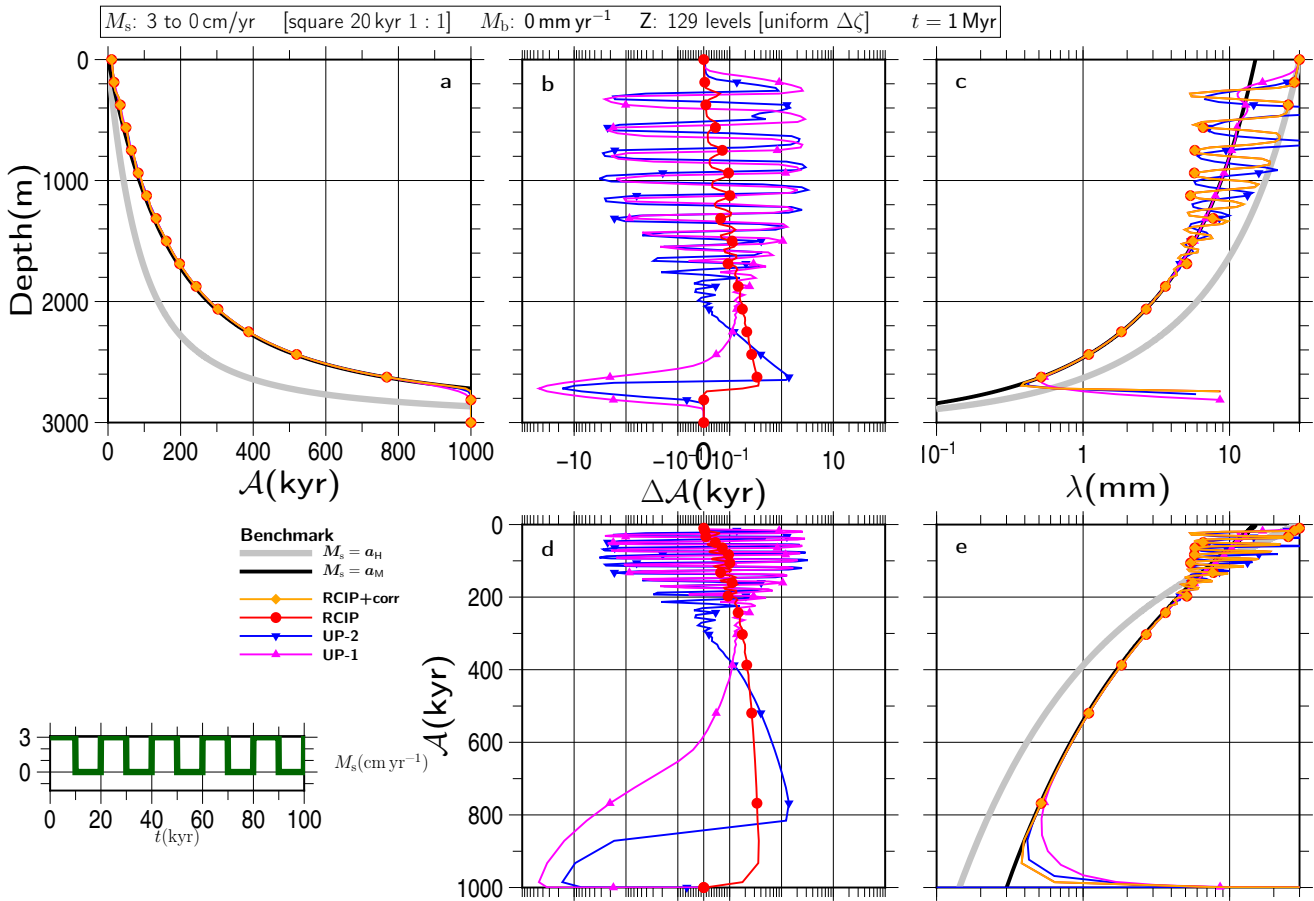 Mₛ: 3 to 0 cm/yr [square 20 kyr 1 : 1] M_b: 0 mm yr⁻¹ Z: 129 levels [uniform Δζ] t = 1 Myr
a b c
0
1000
2000
3000
Depth(m)
0 200 400 600 800 1000
𝒜(kyr)
−10 −10⁻¹ 0 10⁻¹ 10
Δ𝒜(kyr)
10⁻¹ 1 10
λ(mm)
Benchmark
Mₛ = a_H
Mₛ = a_M
RCIP+corr
RCIP
UP-2
UP-1
d e
0
200
400
600
800
1000
𝒜(kyr)
3
0
Mₛ(cm yr⁻¹)
0 20 40 60 80 100
t(kyr)